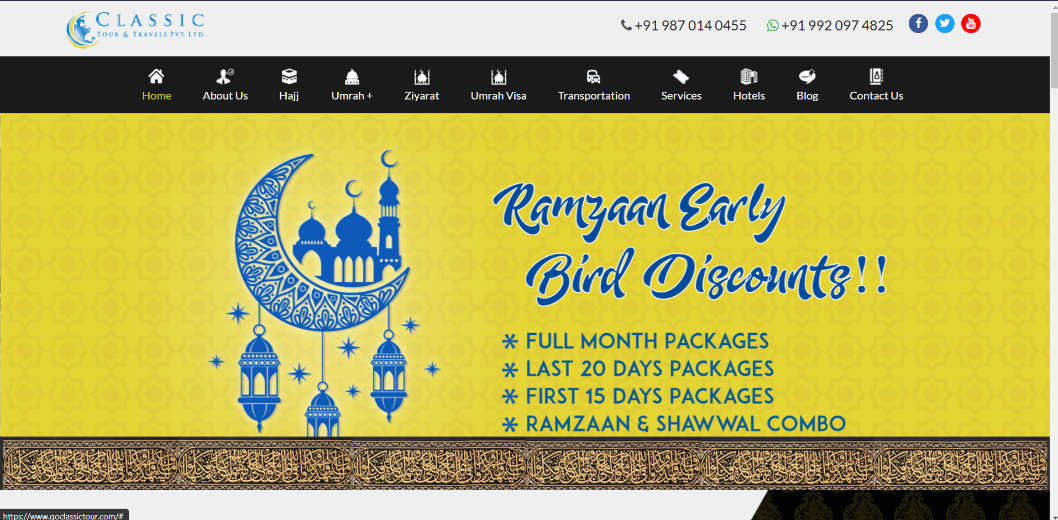 CLASSIC
TOUR & TRAVELS PVT. LTD.
+91 987 014 0455
+91 992 097 4825
Home
About Us
Hajj
Umrah +
Ziyarat
Umrah Visa
Transportation
Services
Hotels
Blog
Contact Us
Ramzaan Early
Bird Discounts!!
* FULL MONTH PACKAGES
* LAST 20 DAYS PACKAGES
* FIRST 15 DAYS PACKAGES
* RAMZAAN & SHAWWAL COMBO
https://www.goclassictour.com/#